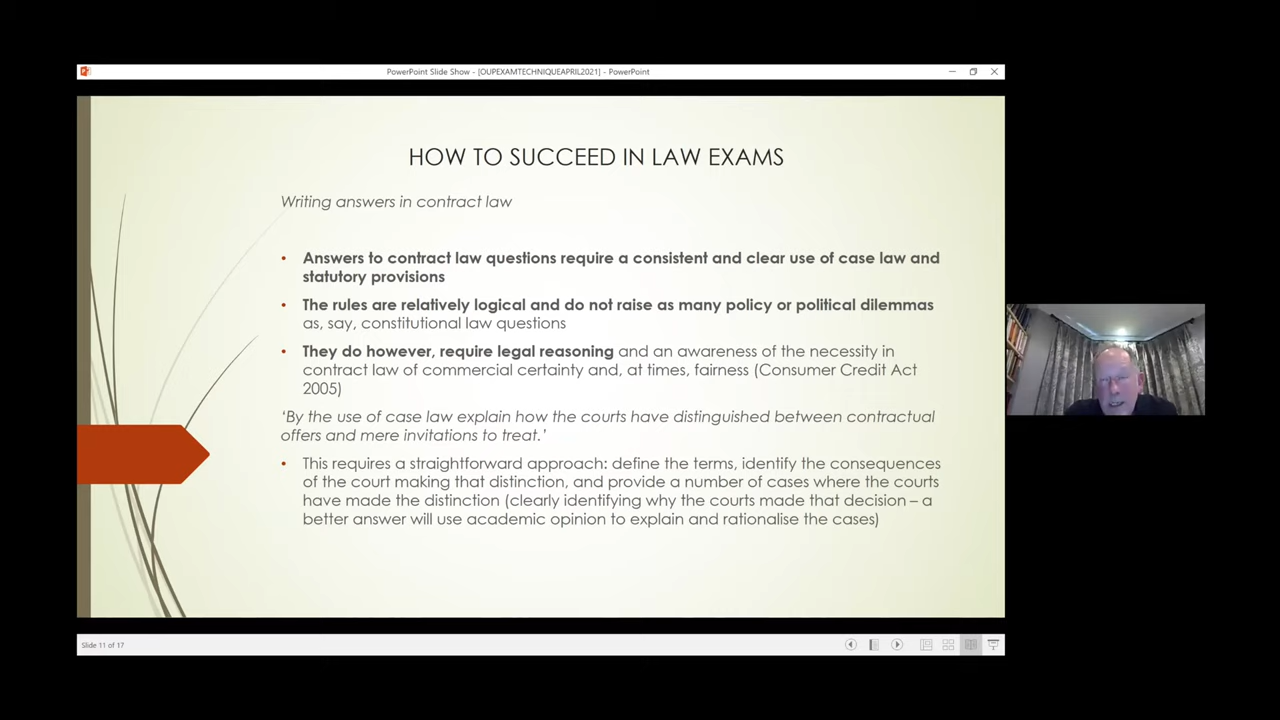 PowerPoint Slide Show - [OUPEXAMTECHNIQUEAPRIL2021] - PowerPoint
HOW TO SUCCEED IN LAW EXAMS
Writing answers in contract law
• Answers to contract law questions require a consistent and clear use of case law and
statutory provisions
• The rules are relatively logical and do not raise as many policy or political dilemmas
as, say, constitutional law questions
• They do however, require legal reasoning and an awareness of the necessity in
contract law of commercial certainty and, at times, fairness (Consumer Credit Act
2005)
‘By the use of case law explain how the courts have distinguished between contractual
offers and mere invitations to treat.’
• This requires a straightforward approach: define the terms, identify the consequences
of the court making that distinction, and provide a number of cases where the courts
have made the distinction (clearly identifying why the courts made that decision – a
better answer will use academic opinion to explain and rationalise the cases)
Slide 11 of 17